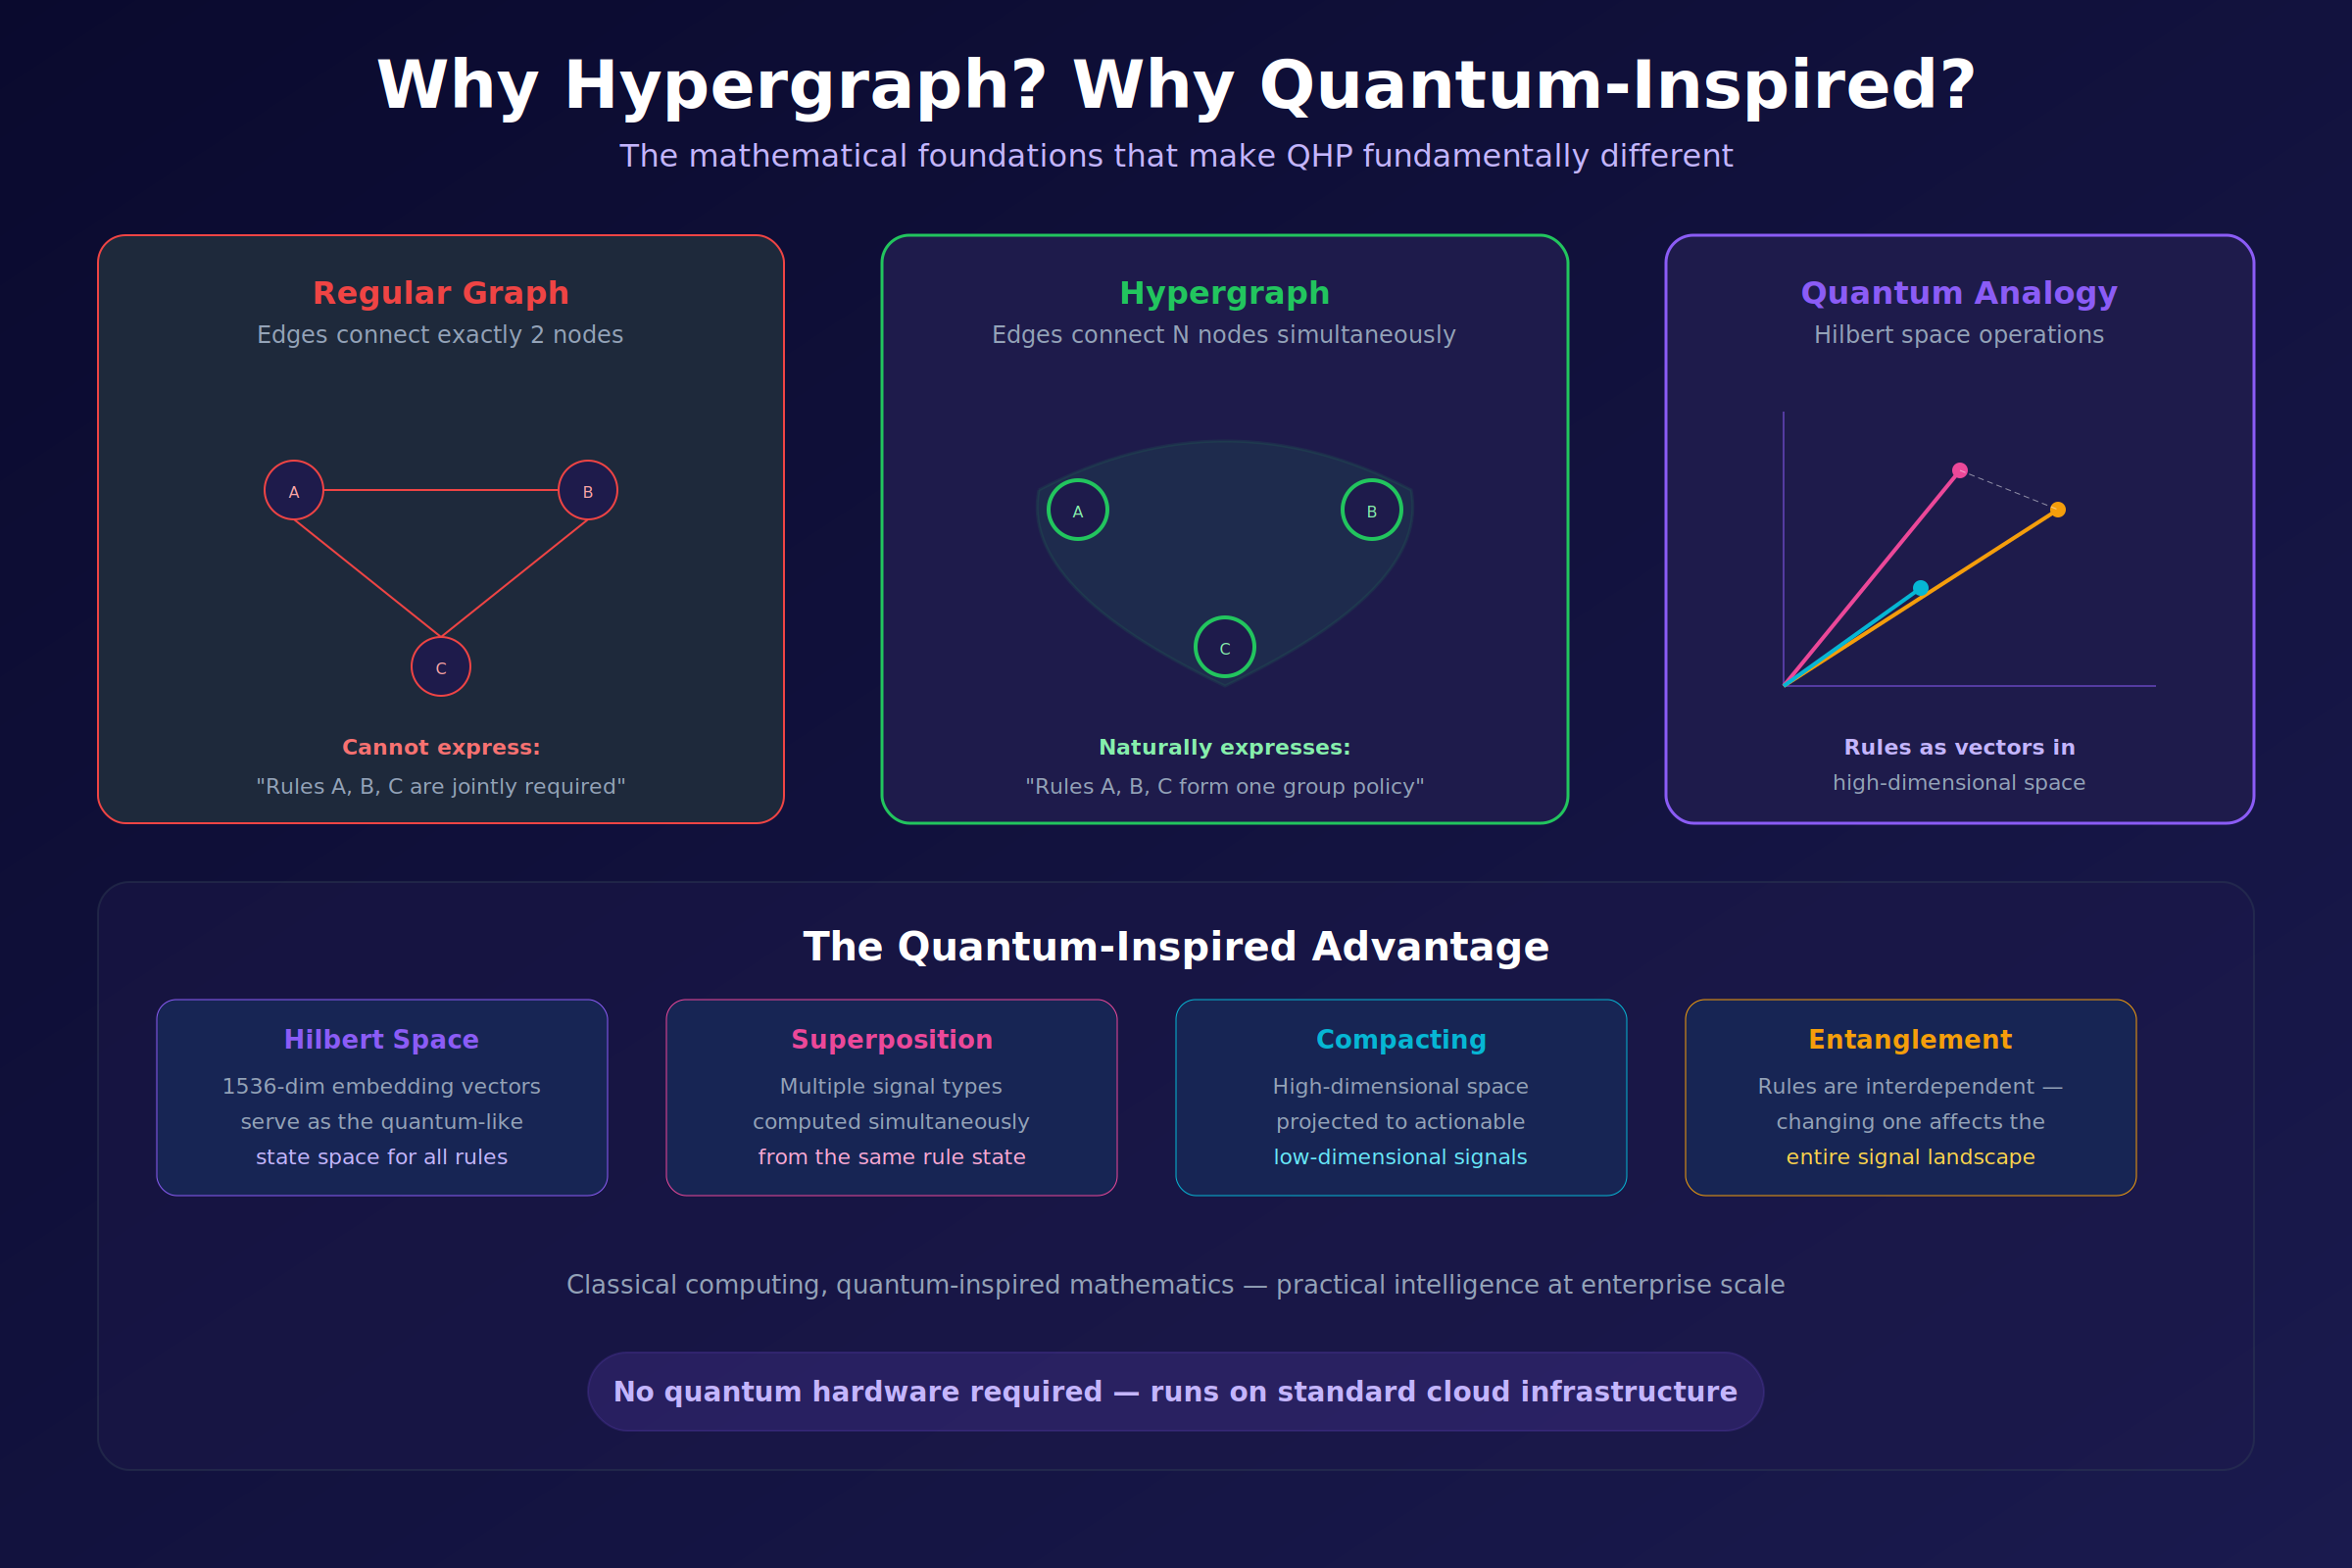 Why Hypergraph? Why Quantum-Inspired?
The mathematical foundations that make QHP fundamentally different
Regular Graph
Edges connect exactly 2 nodes
A
B
C
Cannot express:
"Rules A, B, C are jointly required"
Hypergraph
Edges connect N nodes simultaneously
A
B
C
Naturally expresses:
"Rules A, B, C form one group policy"
Quantum Analogy
Hilbert space operations
Rules as vectors in
high-dimensional space
The Quantum-Inspired Advantage
Hilbert Space
1536-dim embedding vectors
serve as the quantum-like
state space for all rules
Superposition
Multiple signal types
computed simultaneously
from the same rule state
Compacting
High-dimensional space
projected to actionable
low-dimensional signals
Entanglement
Rules are interdependent —
changing one affects the
entire signal landscape
Classical computing, quantum-inspired mathematics — practical intelligence at enterprise scale
No quantum hardware required — runs on standard cloud infrastructure